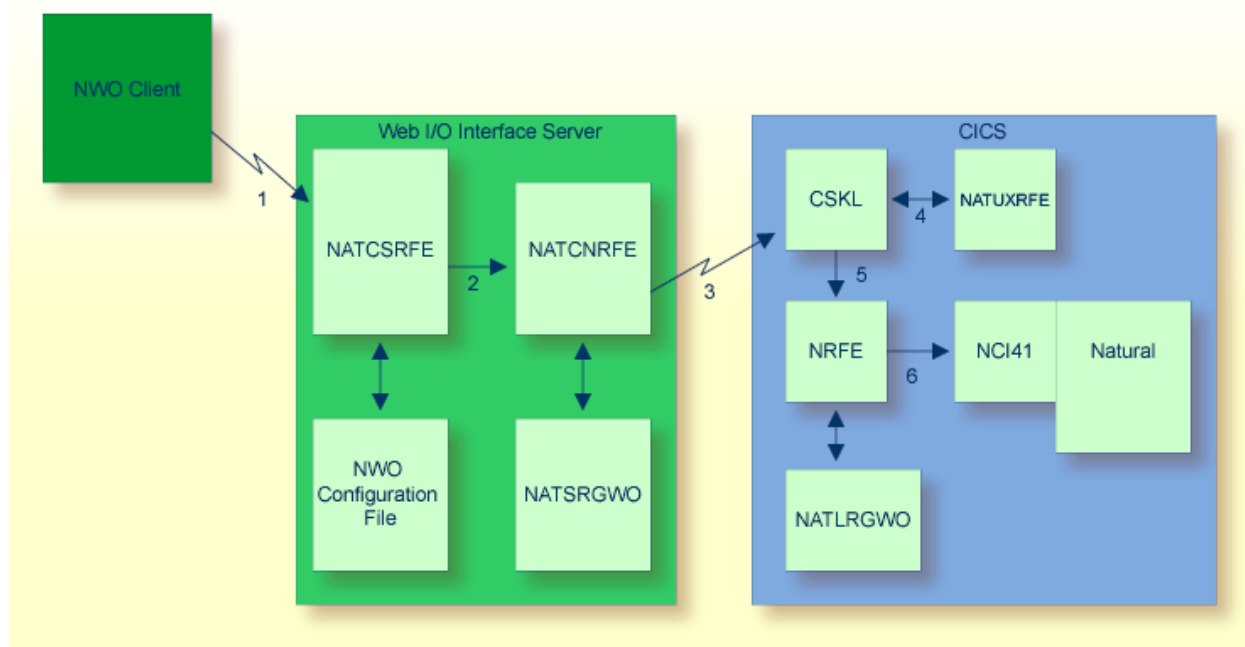 NWO Client
Web I/O Interface Server
CICS
1
NATCSRFE
2
NATCNRFE
3
CSKL
4
NATUXRFE
5
NRFE
6
NCI41
Natural
NWO
Configuration
File
NATSRGWO
NATLRGWO